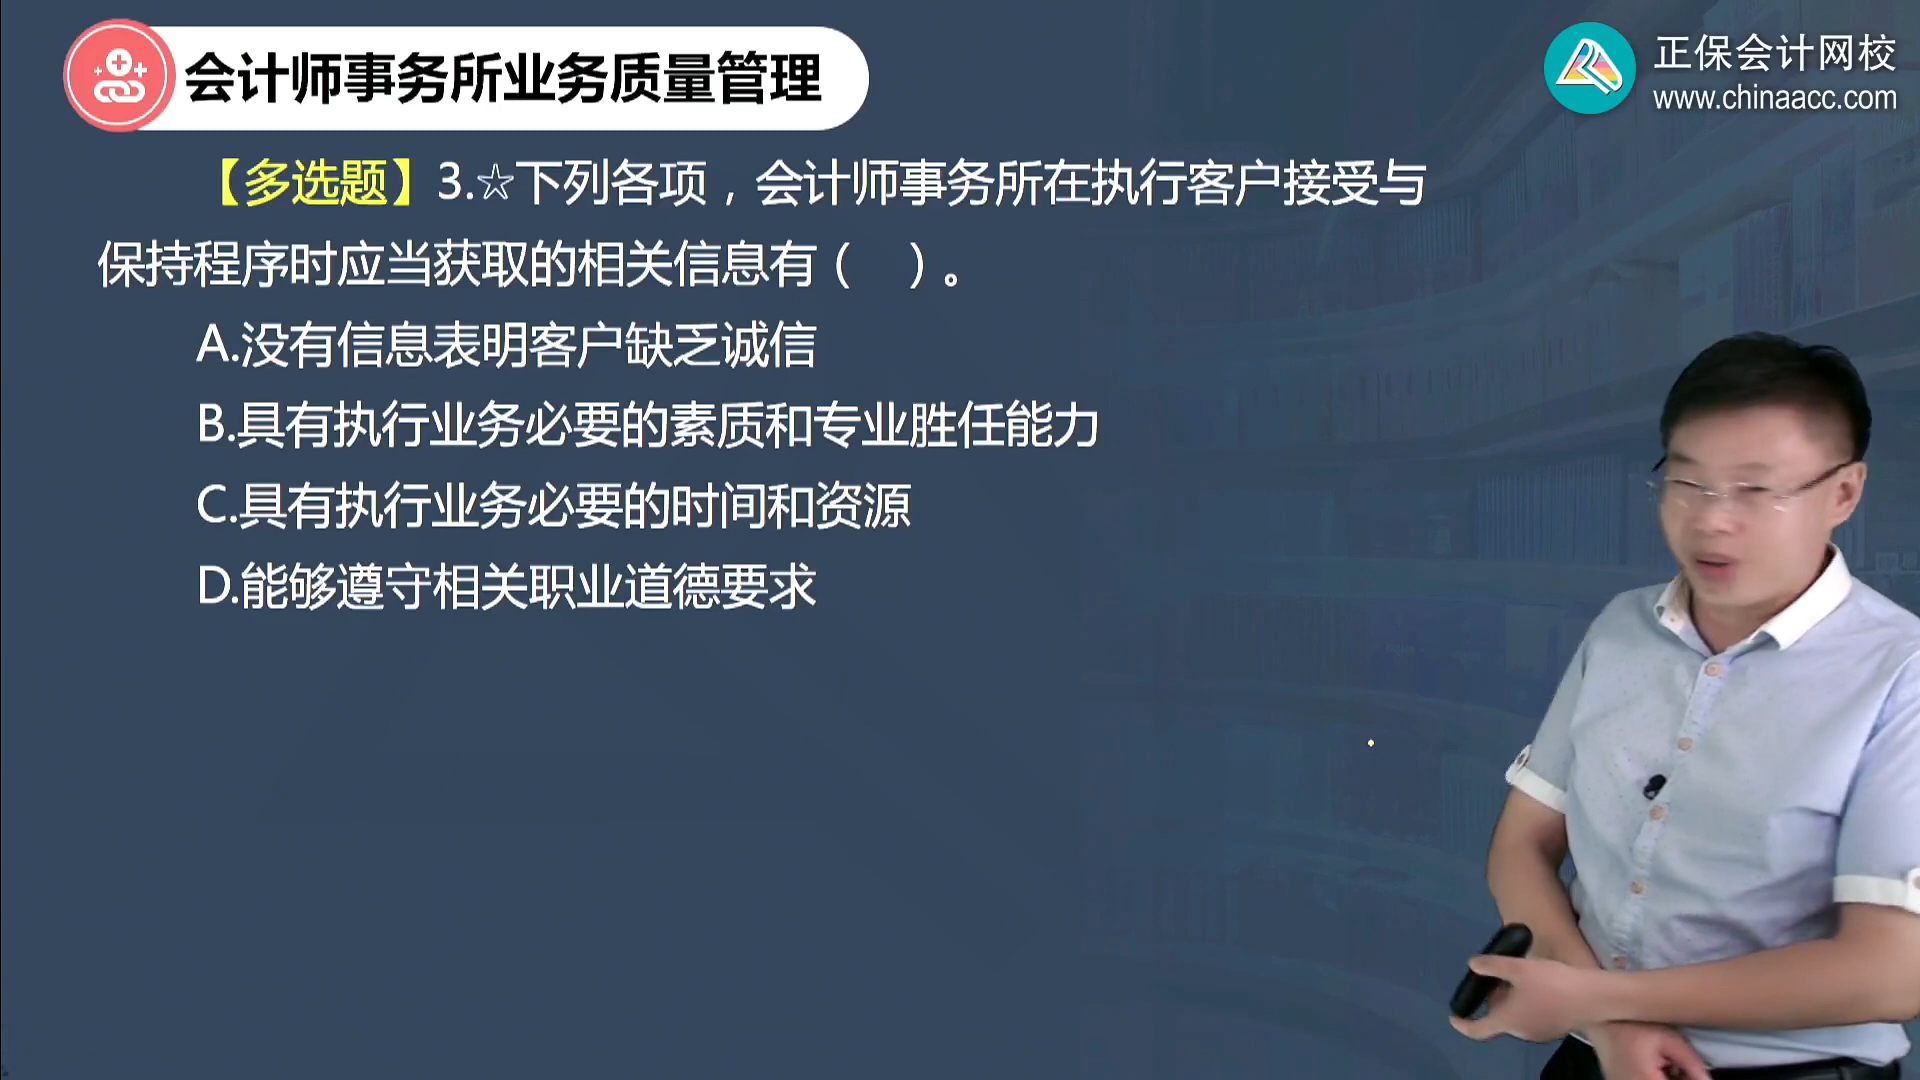 会计师事务所业务质量管理
正保会计网校
www.chinaacc.com
【多选题】3.☆下列各项，会计师事务所在执行客户接受与
保持程序时应当获取的相关信息有（ ）。
A.没有信息表明客户缺乏诚信
B.具有执行业务必要的素质和专业胜任能力
C.具有执行业务必要的时间和资源
D.能够遵守相关职业道德要求